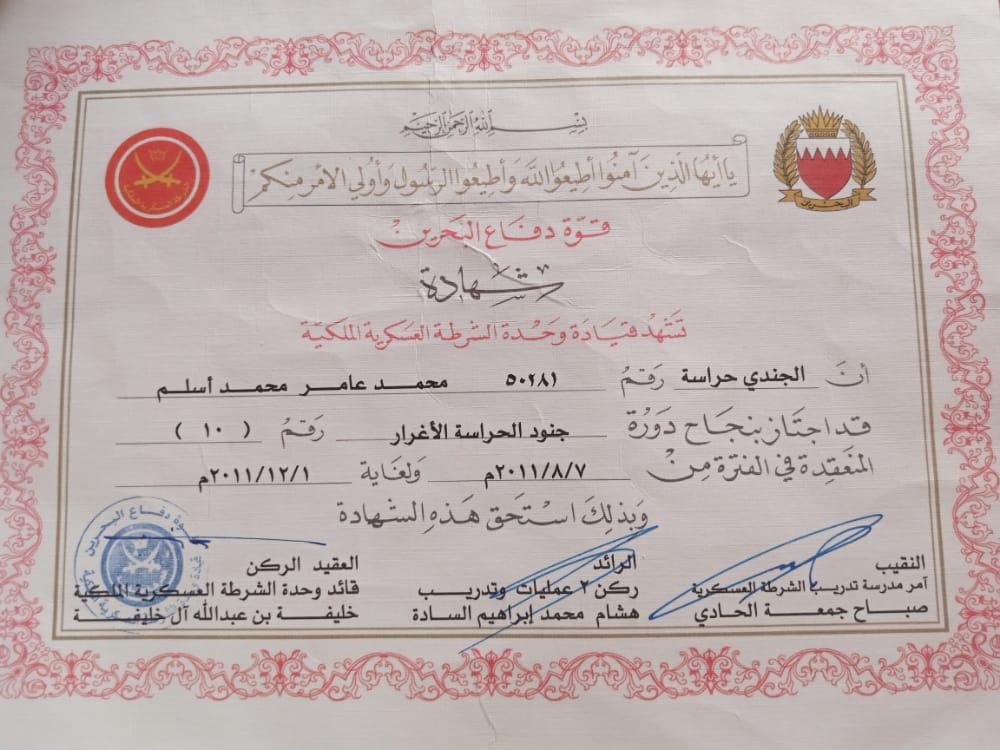 بسم الله الرحمن الرحيم
يا أيها الذين آمنوا أطيعوا الله وأطيعوا الرسول وأولي الأمر منكم
البحرين
قوّة دفاع البحرين
شهادة
تشهد قيادة وحدة الشرطة العسكرية الملكية
أن الجندي حراسة رقم ٥٠٢٨١ محمد عامر محمد أسلم
قد اجتاز بنجاح دورة جنود الحراسة الأغرار رقم ( ١٠ )
المنعقدة في الفترة من ٢٠١١/٨/٧م ولغاية ٢٠١١/١٢/١م
وبذلك استحق هذه الشهادة
النقيب
آمر مدرسة تدريب الشرطة العسكرية
صباح جمعة الحادي
الرائد
ركن ٢ عمليات وتدريب
هشام محمد إبراهيم السادة
العقيد الركن
قائد وحدة الشرطة العسكرية الملكية
خليفة بن عبدالله آل خليفة
قوة دفاع البحرين